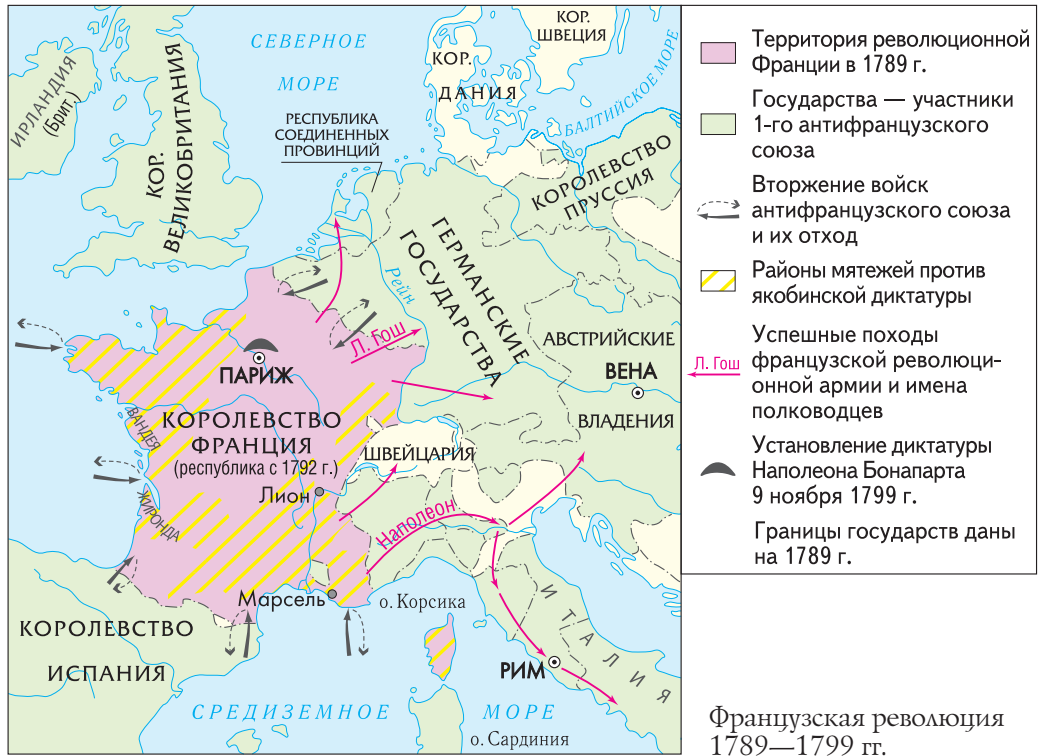 СЕВЕРНОЕ
МОРЕ
КОР.
ШВЕЦИЯ
КОР.
ДАНИЯ
БАЛТИЙСКОЕ МОРЕ
ИРЛАНДИЯ
(Брит.)
КОР.
ВЕЛИКОБРИТАНИЯ
РЕСПУБЛИКА
СОЕДИНЕННЫХ
ПРОВИНЦИЙ
КОРОЛЕВСТВО
ПРУССИЯ
ГЕРМАНСКИЕ
ГОСУДАРСТВА
Рейн
Л. Гош
ПАРИЖ
АВСТРИЙСКИЕ
ВЕНА
ВЛАДЕНИЯ
ВАНДЕЯ
КОРОЛЕВСТВО
ФРАНЦИЯ
(республика с 1792 г.)
ШВЕЙЦАРИЯ
Лион
ЖИРОНДА
Наполеон
Марсель
о. Корсика
КОРОЛЕВСТВО
ИСПАНИЯ
ИТАЛИЯ
РИМ
СРЕДИЗЕМНОЕ
МОРЕ
о. Сардиния
Территория революционной
Франции в 1789 г.
Государства — участники
1-го антифранцузского
союза
Вторжение войск
антифранцузского союза
и их отход
Районы мятежей против
якобинской диктатуры
Л. Гош
Успешные походы
французской революци-
онной армии и имена
полководцев
Установление диктатуры
Наполеона Бонапарта
9 ноября 1799 г.
Границы государств даны
на 1789 г.
Французская революция
1789—1799 гг.